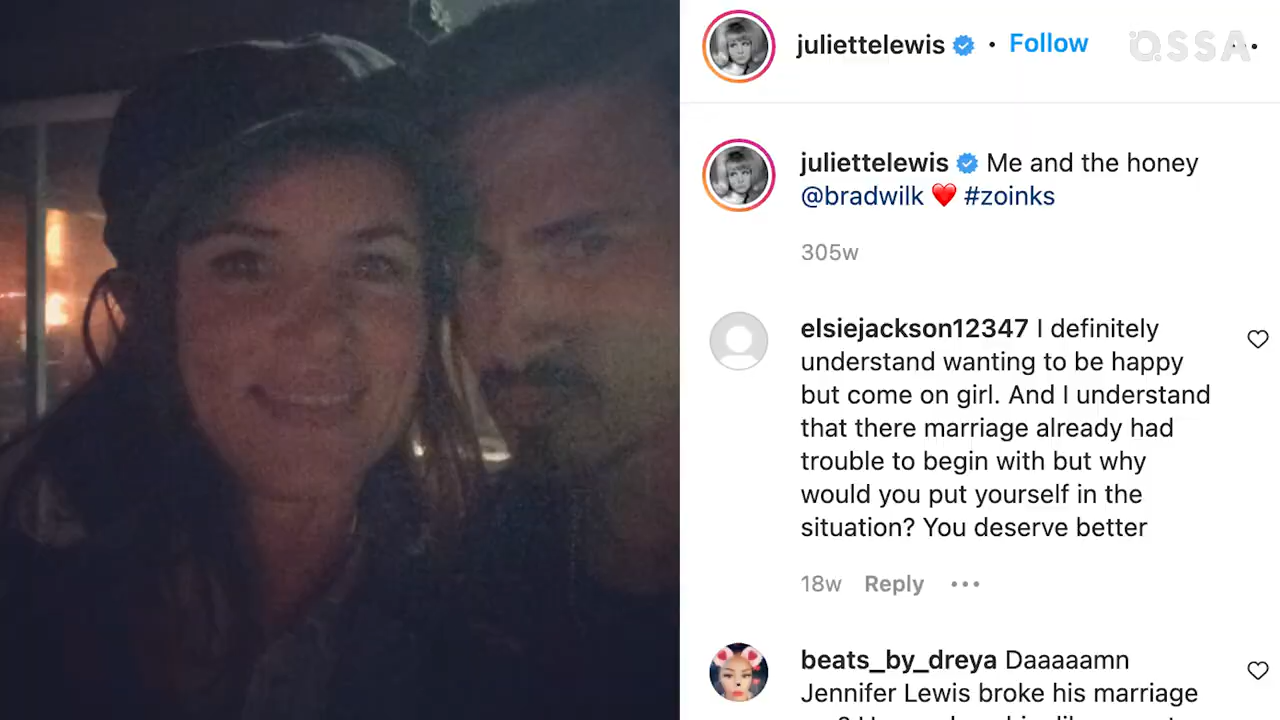 juliettelewis • Follow
QSSA
juliettelewis Me and the honey
@bradwilk ❤️ #zoinks
305w
elsiejackson12347 I definitely
understand wanting to be happy
but come on girl. And I understand
that there marriage already had
trouble to begin with but why
would you put yourself in the
situation? You deserve better
18w Reply •••
beats_by_dreya Daaaaamn
Jennifer Lewis broke his marriage